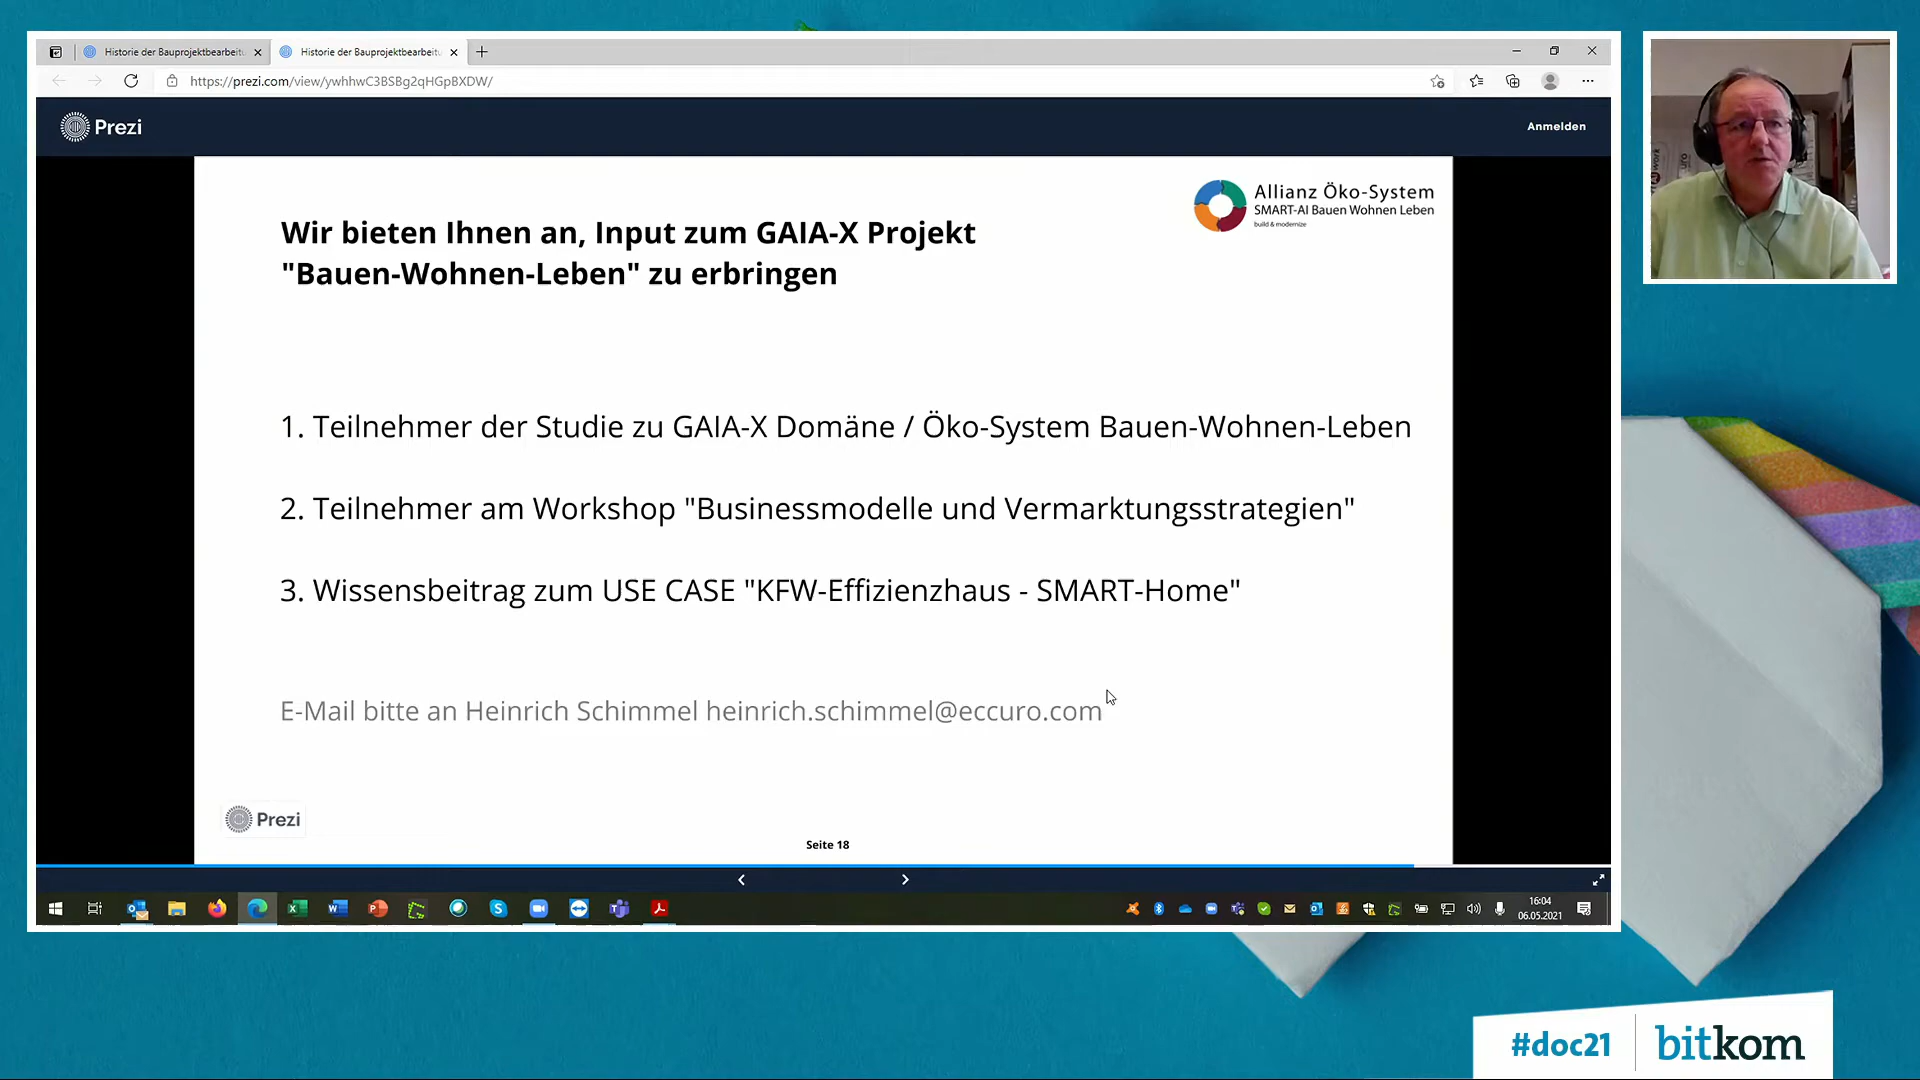 Historie der Bauprojektbearbeitu
Historie der Bauprojektbearbeitu
https://prezi.com/view/ywhhwC3BSBg2qHGpBXDW/
Prezi
Anmelden
Allianz Öko-System
SMART-AI Bauen Wohnen Leben
build & modernize
Wir bieten Ihnen an, Input zum GAIA-X Projekt
"Bauen-Wohnen-Leben" zu erbringen
1. Teilnehmer der Studie zu GAIA-X Domäne / Öko-System Bauen-Wohnen-Leben
2. Teilnehmer am Workshop "Businessmodelle und Vermarktungsstrategien"
3. Wissensbeitrag zum USE CASE "KFW-Effizienzhaus - SMART-Home"
E-Mail bitte an Heinrich Schimmel heinrich.schimmel@eccuro.com
Prezi
Seite 18
16:04
06.05.2021
#doc21
bitkom